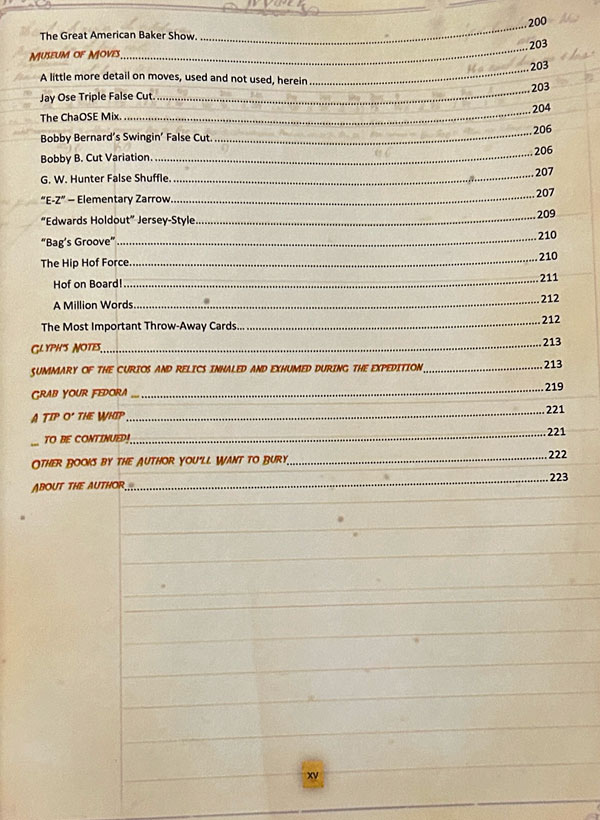 The Great American Baker Show. 200
MUSEUM OF MOVES 203
A little more detail on moves, used and not used, herein 203
Jay Ose Triple False Cut. 203
The ChaOSE Mix. 204
Bobby Bernard's Swingin' False Cut. 206
Bobby B. Cut Variation. 206
G. W. Hunter False Shuffle. 207
"E-Z" – Elementary Zarrow. 207
"Edwards Holdout" Jersey-Style. 209
"Bag's Groove" 210
The Hip Hof Force. 210
Hof on Board! 211
A Million Words. 212
The Most Important Throw-Away Cards... 212
GLYPH'S NOTES 213
SUMMARY OF THE CURIOS AND RELICS INHALED AND EXHUMED DURING THE EXPEDITION 213
GRAB YOUR FEDORA ... 219
A TIP O' THE WHIP 221
... TO BE CONTINUED! 221
OTHER BOOKS BY THE AUTHOR YOU'LL WANT TO BURY 222
ABOUT THE AUTHOR 223
XV